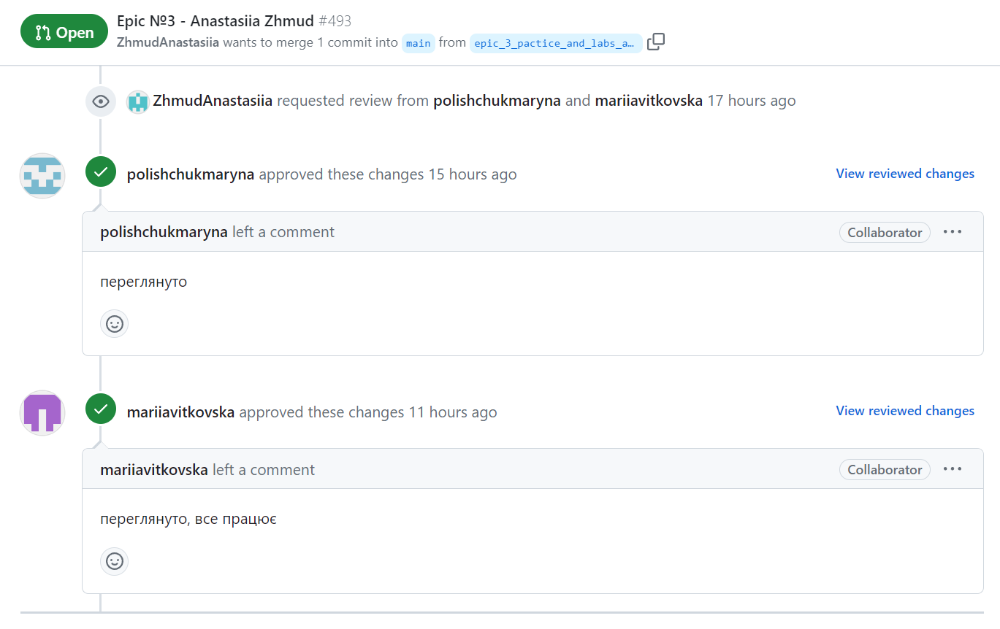 Open
Epic №3 - Anastasiia Zhmud #493
ZhmudAnastasiia wants to merge 1 commit into main from epic_3_pactice_and_labs_a…
ZhmudAnastasiia requested review from polishchukmaryna and mariiavitkovska 17 hours ago
polishchukmaryna approved these changes 15 hours ago View reviewed changes
polishchukmaryna left a comment Collaborator
переглянуто
mariiavitkovska approved these changes 11 hours ago View reviewed changes
mariiavitkovska left a comment Collaborator
переглянуто, все працює